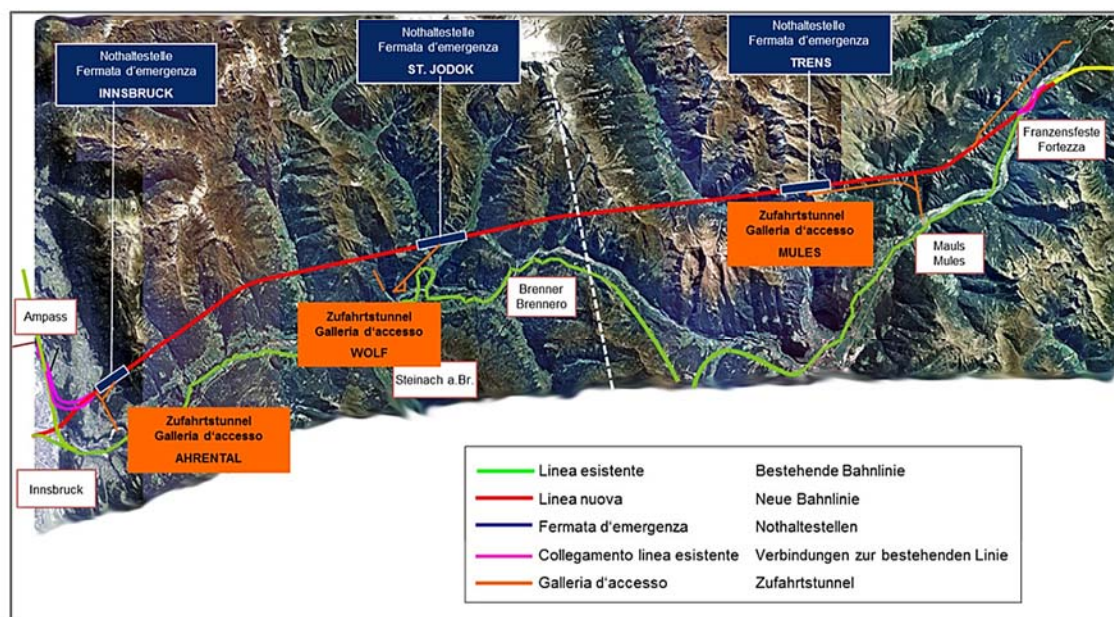 Nothaltestelle
Fermata d'emergenza
INNSBRUCK
Nothaltestelle
Fermata d'emergenza
ST. JODOK
Nothaltestelle
Fermata d'emergenza
TRENS
Franzensfeste
Fortezza
Zufahrtstunnel
Galleria d'accesso
MULES
Mauls
Mules
Brenner
Brennero
Ampass
Zufahrtstunnel
Galleria d'accesso
WOLF
Steinach a.Br.
Zufahrtstunnel
Galleria d'accesso
AHRENTAL
Innsbruck
Linea esistente Bestehende Bahnlinie
Linea nuova Neue Bahnlinie
Fermata d'emergenza Nothaltestellen
Collegamento linea esistente Verbindungen zur bestehenden Linie
Galleria d'accesso Zufahrtstunnel